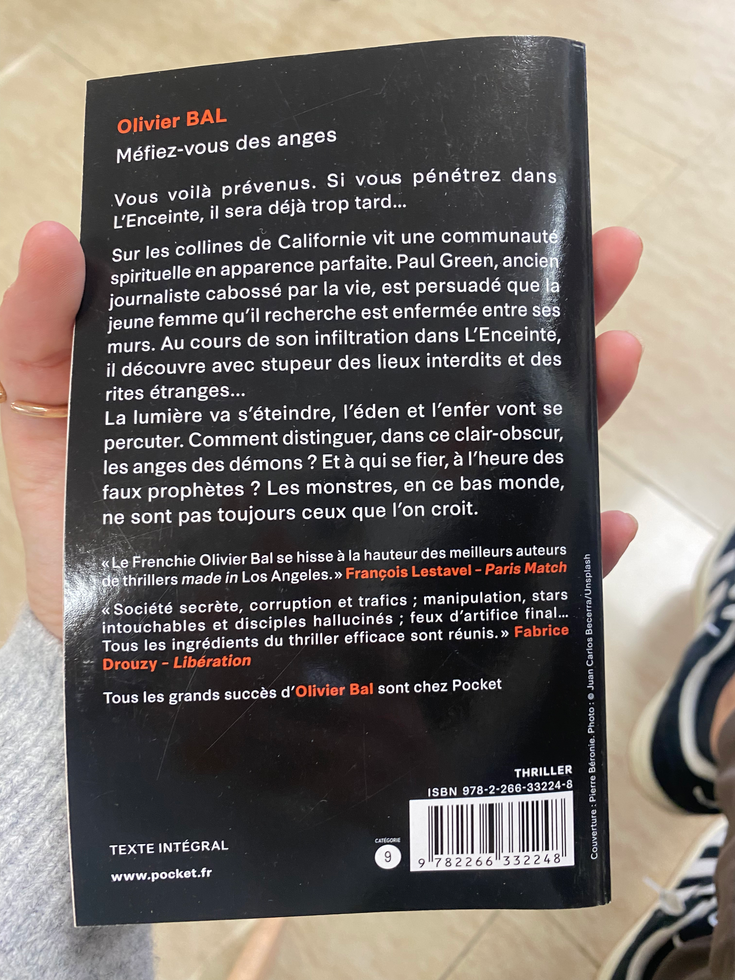 Olivier BAL
Méfiez-vous des anges
Vous voilà prévenus. Si vous pénétrez dans
L'Enceinte, il sera déjà trop tard...
Sur les collines de Californie vit une communauté
spirituelle en apparence parfaite. Paul Green, ancien
journaliste cabossé par la vie, est persuadé que la
jeune femme qu'il recherche est enfermée entre ses
murs. Au cours de son infiltration dans L'Enceinte,
il découvre avec stupeur des lieux interdits et des
rites étranges...
La lumière va s'éteindre, l'éden et l'enfer vont se
percuter. Comment distinguer, dans ce clair-obscur,
les anges des démons ? Et à qui se fier, à l'heure des
faux prophètes ? Les monstres, en ce bas monde,
ne sont pas toujours ceux que l'on croit.
« Le Frenchie Olivier Bal se hisse à la hauteur des meilleurs auteurs
de thrillers made in Los Angeles. » François Lestavel – Paris Match
« Société secrète, corruption et trafics ; manipulation, stars
intouchables et disciples hallucinés ; feux d'artifice final...
Tous les ingrédients du thriller efficace sont réunis. » Fabrice
Drouzy – Libération
Tous les grands succès d'Olivier Bal sont chez Pocket
THRILLER
ISBN 978-2-266-33224-8
TEXTE INTÉGRAL
www.pocket.fr
CATÉGORIE
9
9 782266 332248
Couverture : Pierre Béronie. Photo : © Juan Carlos Becerra/Unsplash